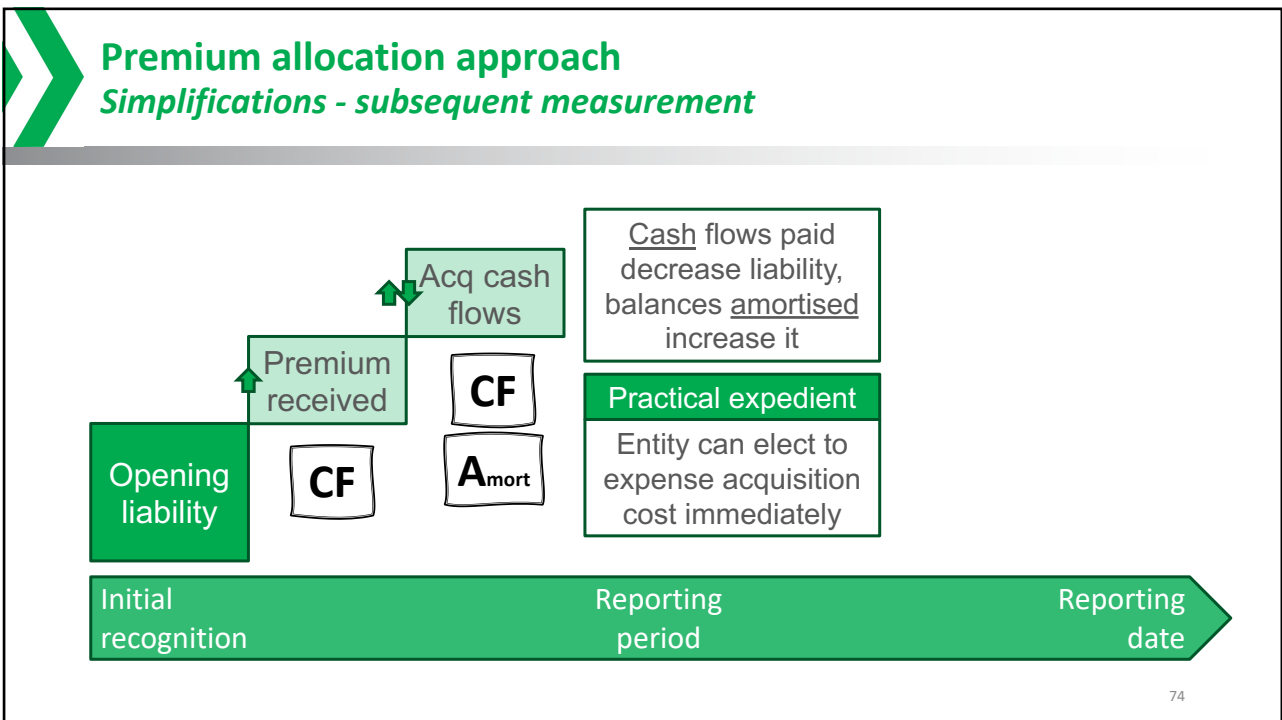 Premium allocation approach
Simplifications - subsequent measurement
Opening
liability
Premium
received
CF
Acq cash
flows
CF
Amort
Cash flows paid
decrease liability,
balances amortised
increase it
Practical expedient
Entity can elect to
expense acquisition
cost immediately
Initial
recognition
Reporting
period
Reporting
date
74